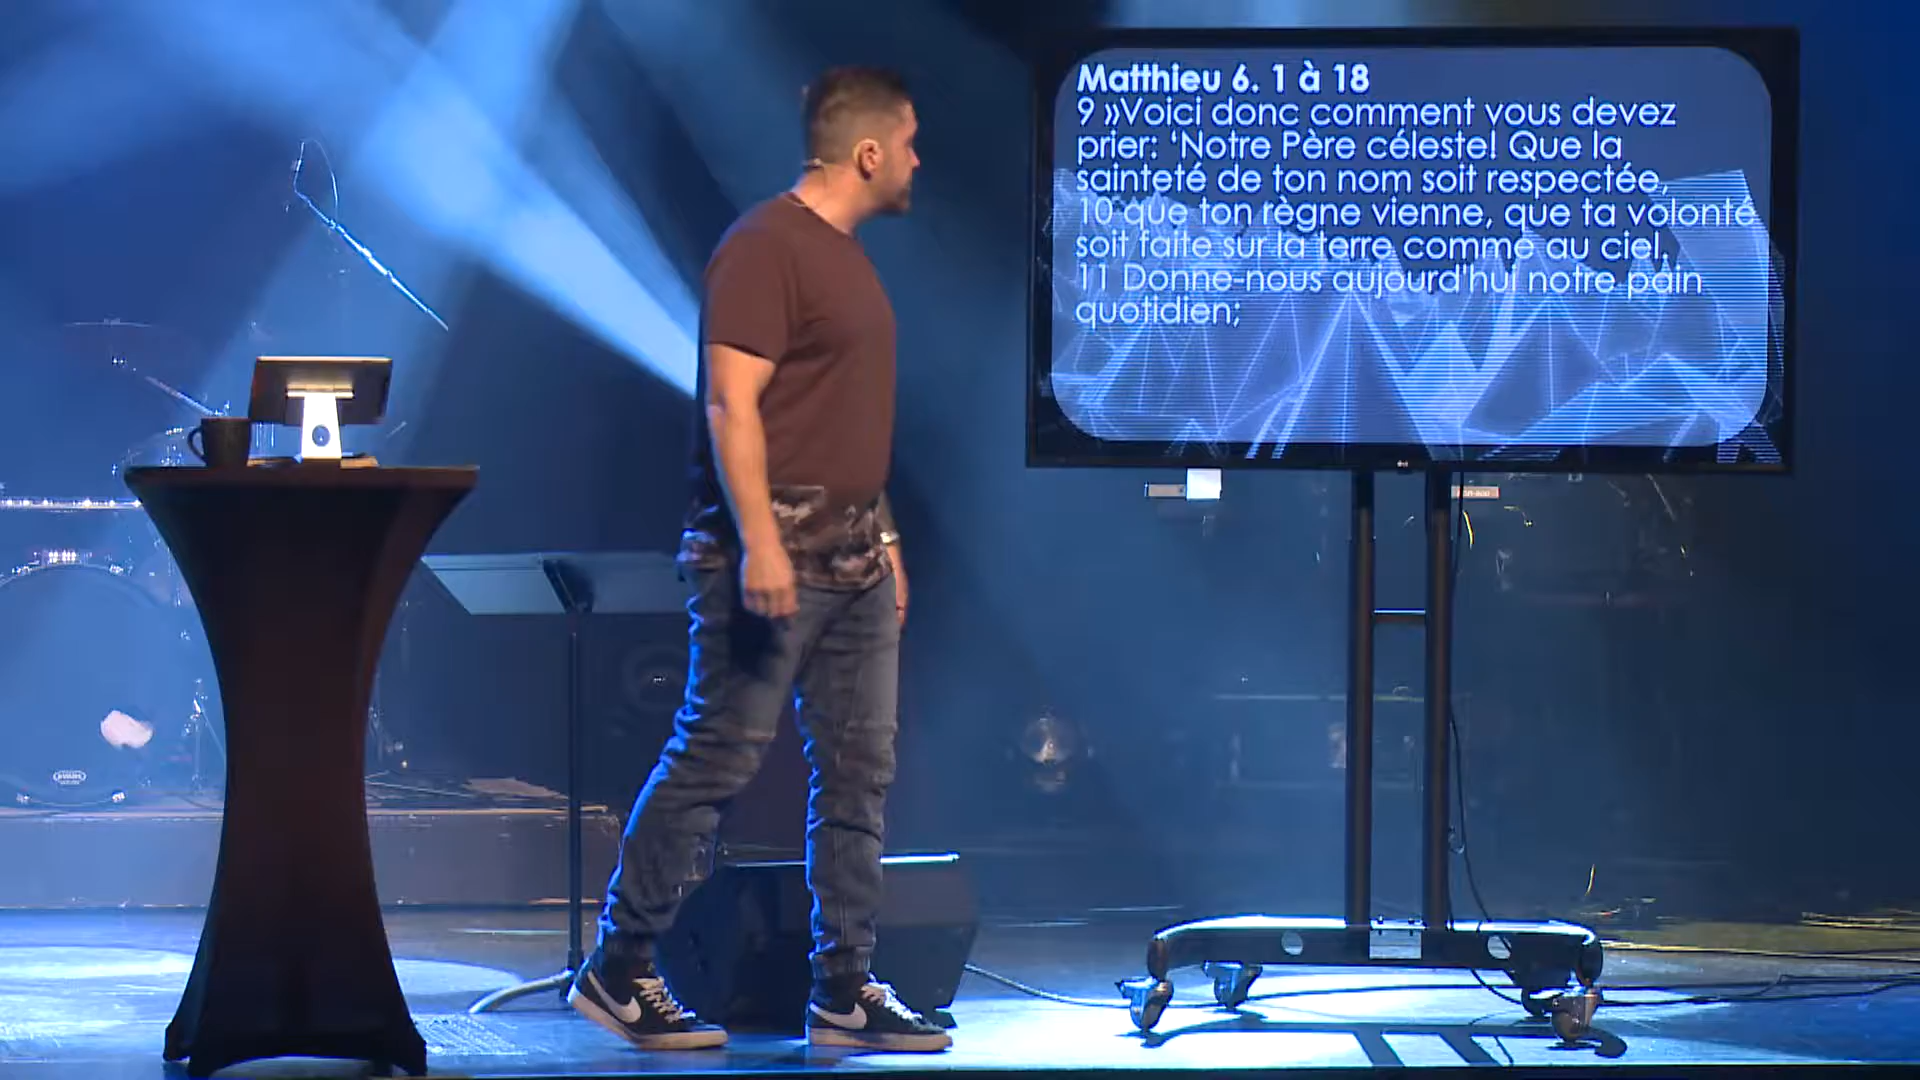 Matthieu 6. 1 à 18
9 »Voici donc comment vous devez
prier: ‘Notre Père céleste! Que la
sainteté de ton nom soit respectée,
10 que ton règne vienne, que ta volonté
soit faite sur la terre comme au ciel.
11 Donne-nous aujourd'hui notre pain
quotidien;
EVANS